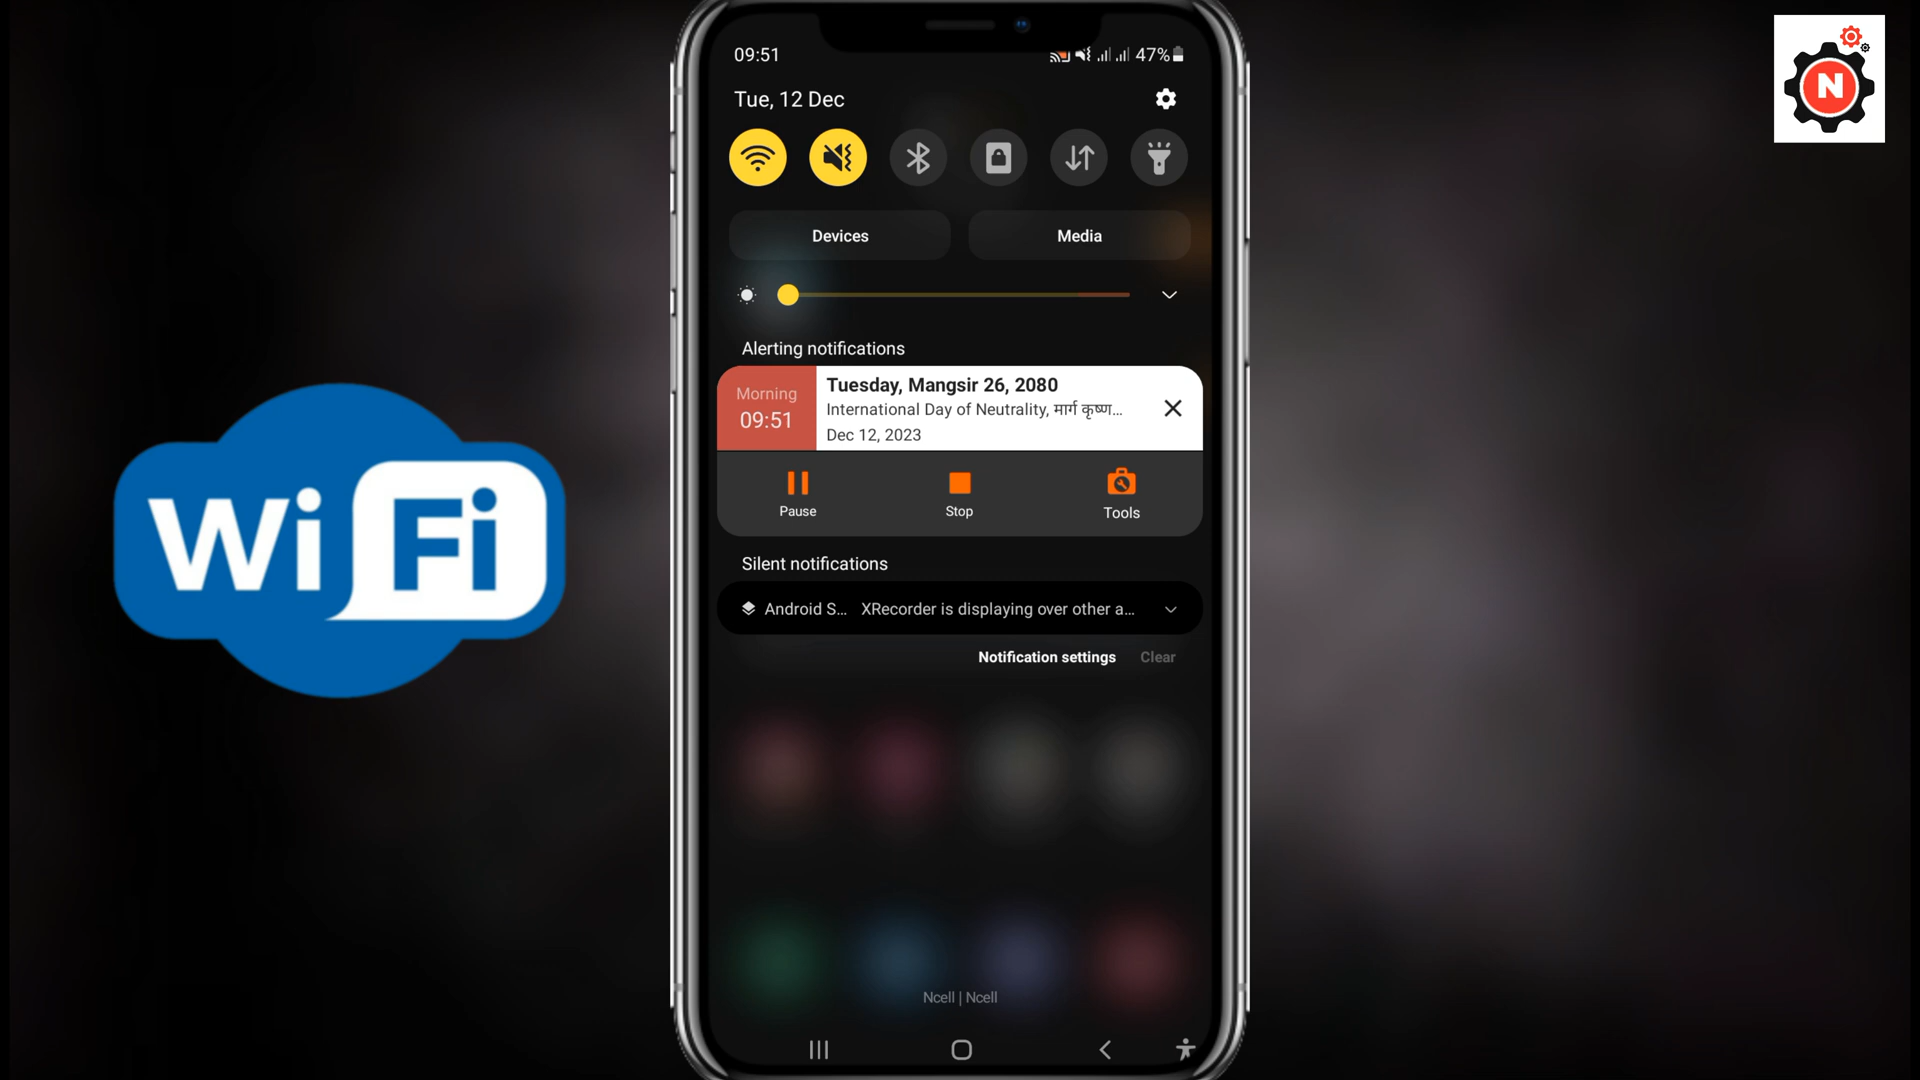 09:51
47%
Tue, 12 Dec
N
Devices
Media
Alerting notifications
Morning
09:51
Tuesday, Mangsir 26, 2080
International Day of Neutrality, मार्ग कृष्ण...
Dec 12, 2023
Pause
Stop
Tools
Silent notifications
Android S... XRecorder is displaying over other a...
Notification settings
Clear
WiFi
Ncell | Ncell